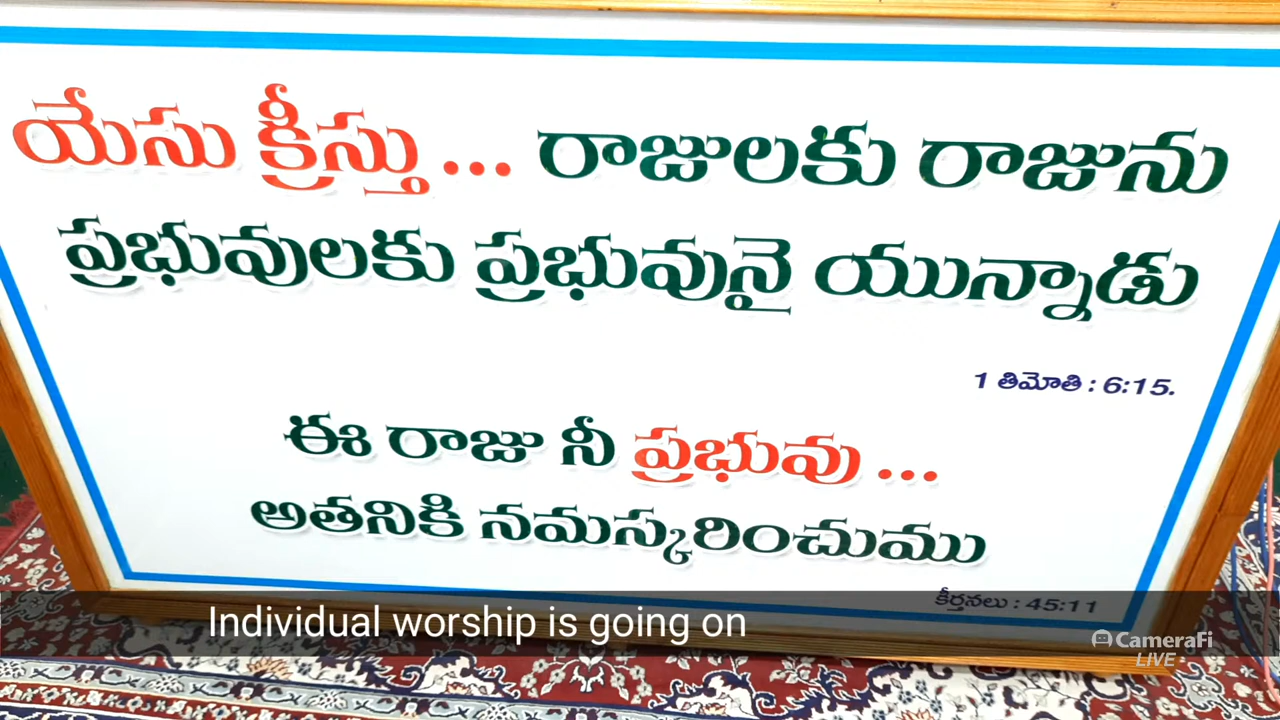 యేసు క్రీస్తు ... రాజులకు రాజును
ప్రభువులకు ప్రభువునై యున్నాడు
1 తిమోతి : 6:15.
ఈ రాజు నీ ప్రభువు ...
అతనికి నమస్కరించుము
కీర్తనలు : 45:11
Individual worship is going on
CameraFi
LIVE